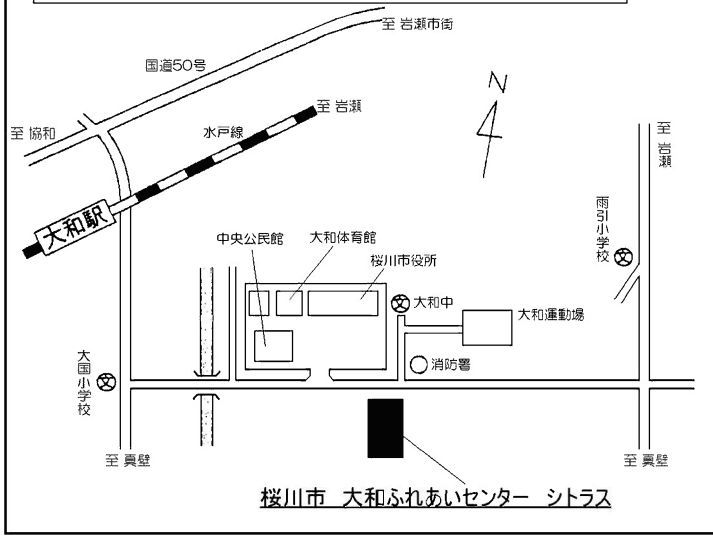 至 岩瀬市街
国道50号
至 岩瀬
N
至 協和
水戸線
至 岩瀬
大和駅
雨引小学校
中央公民館
大和体育館
桜川市役所
文
文
大和中
大和運動場
大国小学校
文
消防署
至 真壁
至 真壁
桜川市 大和ふれあいセンター シトラス